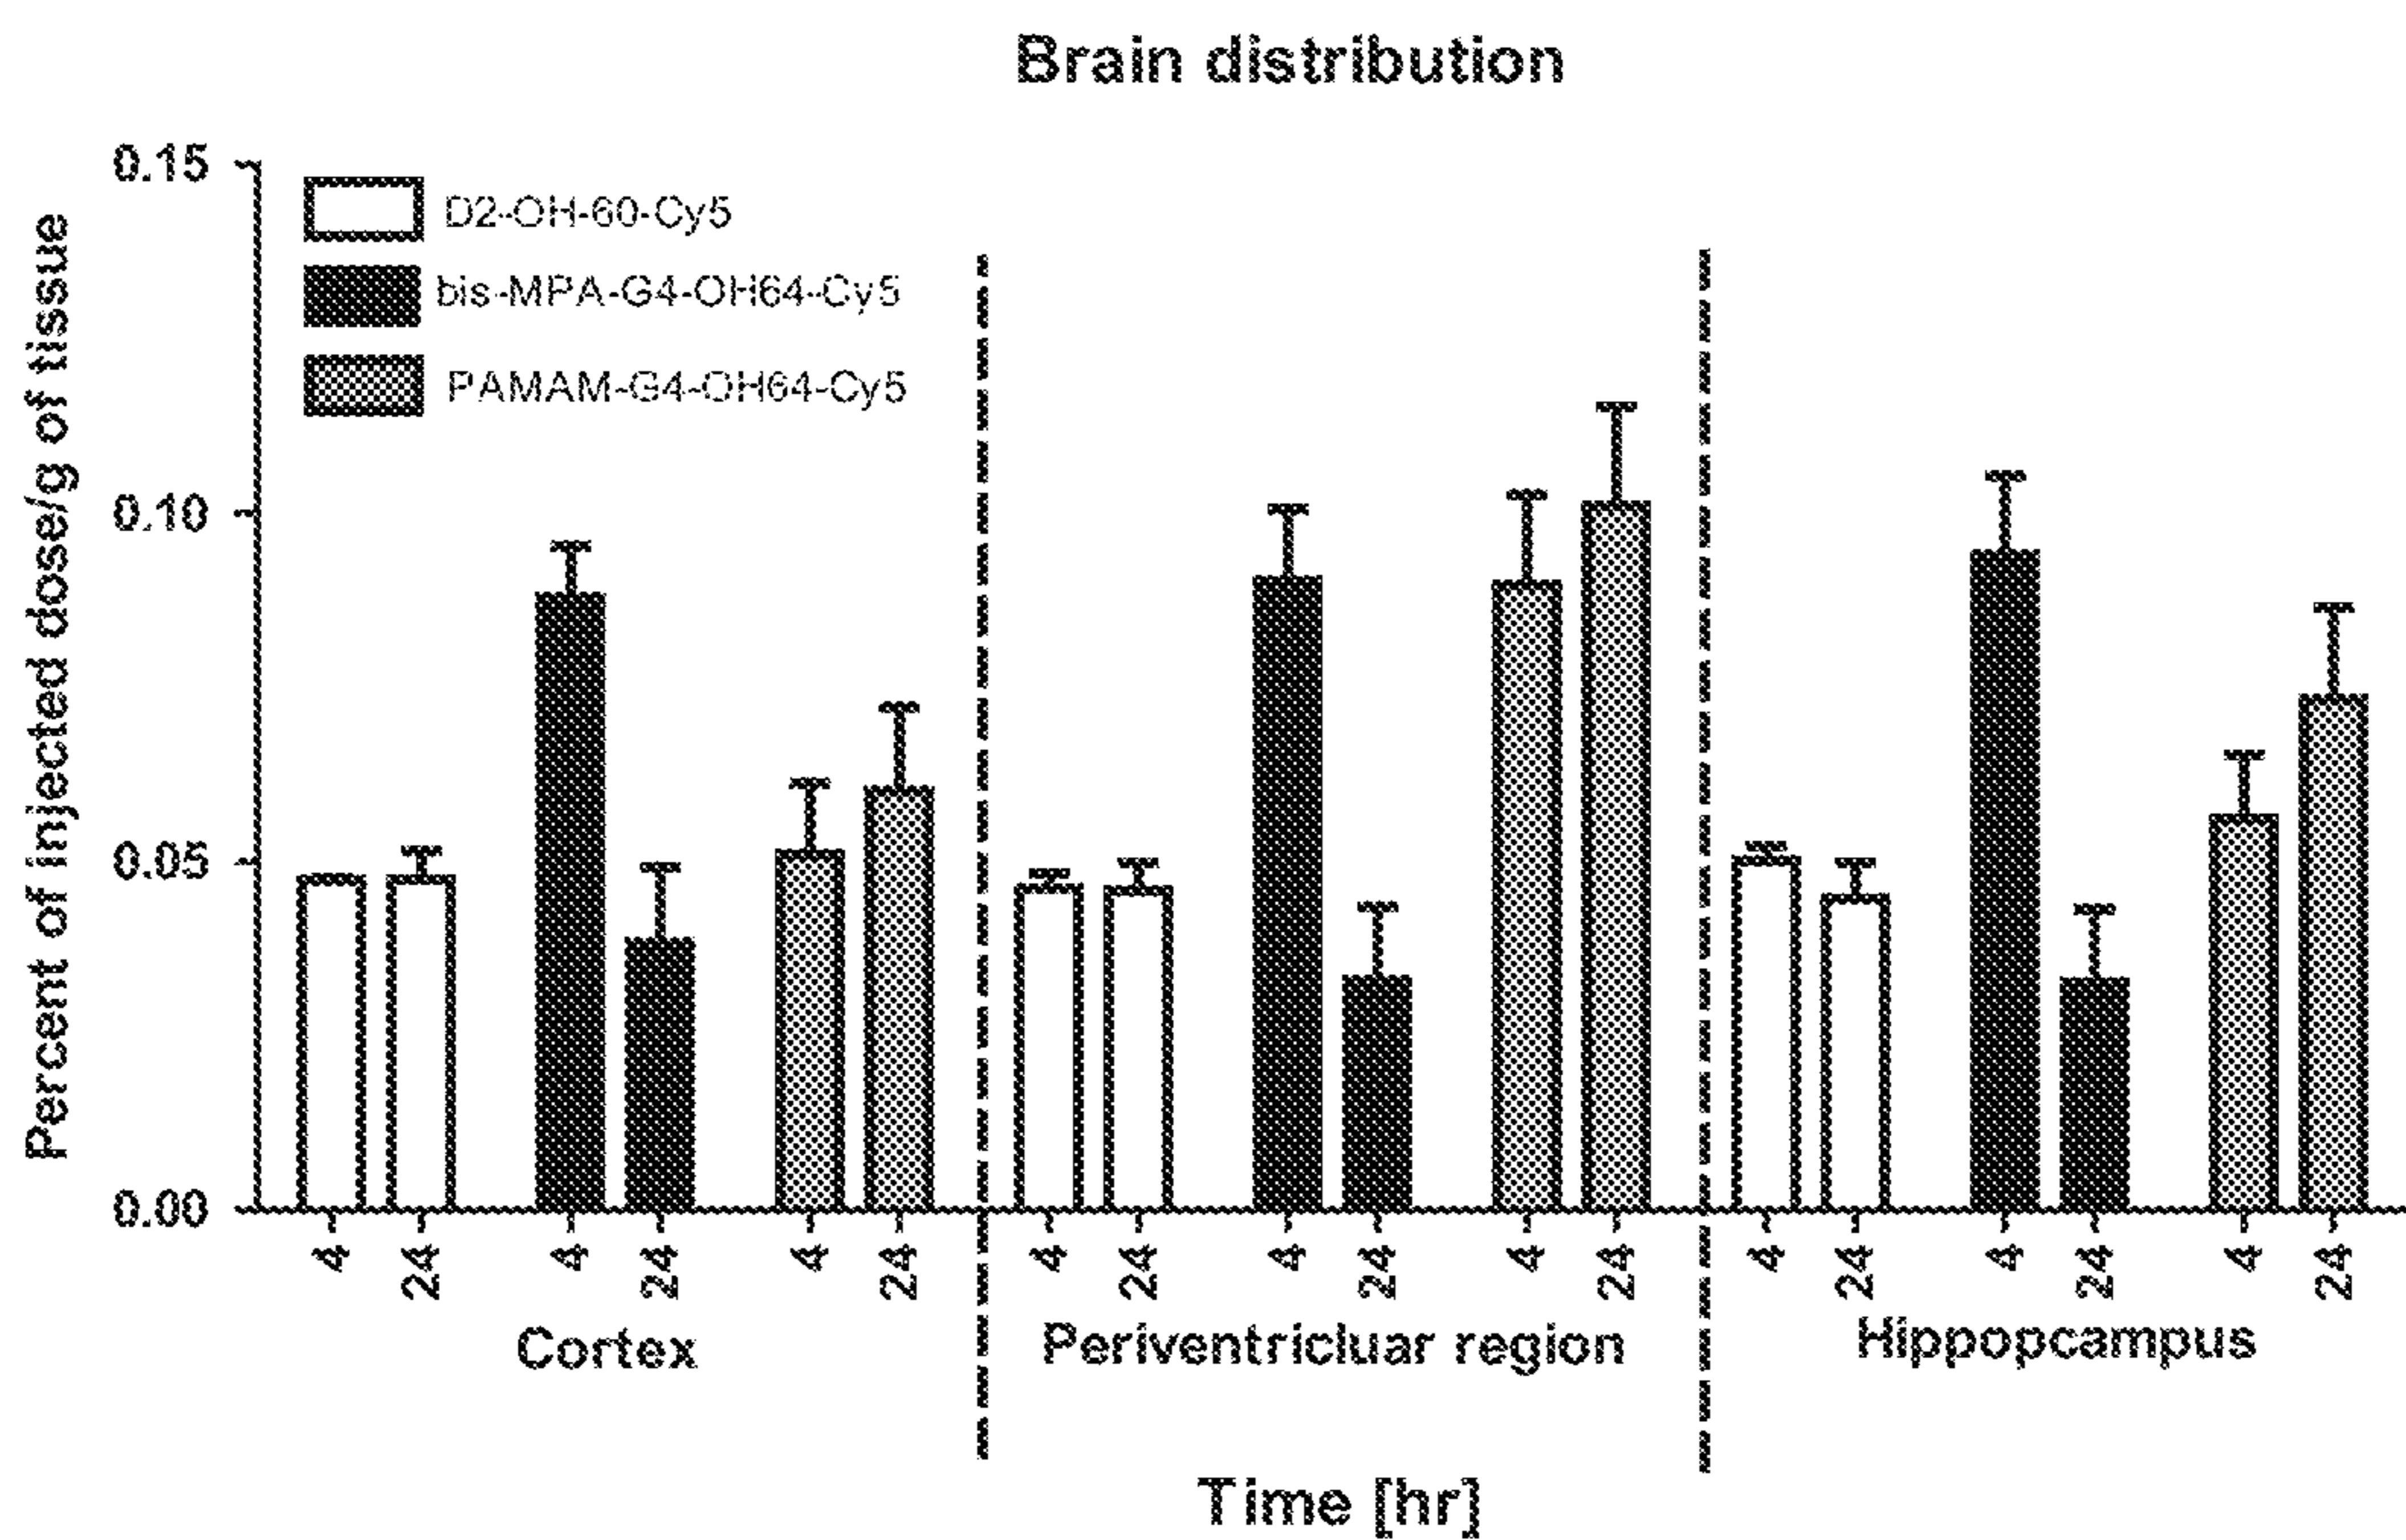 Brain distribution
Percent of injected dose/g of tissue
0.15
0.10
0.05
0.00
D2-OH-60-Cy5
bis-MPA-G4-OH64-Cy5
PAMAM-G4-OH64-Cy5
4 24 4 24 4 24 4 24 4 24 4 24 4 24 4 24 4 24
Cortex Periventricluar region Hippopcampus
Time [hr]